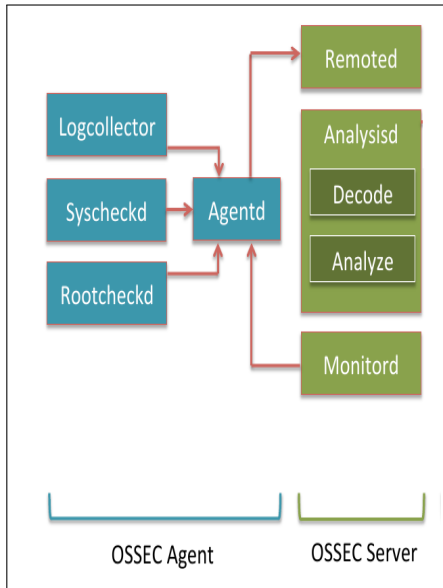 Remoted
Logcollector
Analysisd
Syscheckd
Agentd
Decode
Analyze
Rootcheckd
Monitord
OSSEC Agent
OSSEC Server